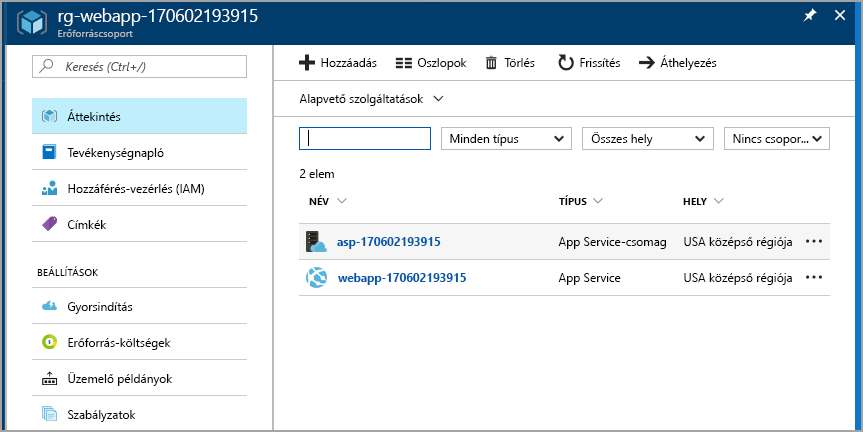 rg-webapp-170602193915
Erőforráscsoport
Keresés (Ctrl+/)
Áttekintés
Tevékenységnapló
Hozzáférés-vezérlés (IAM)
Címkék
BEÁLLÍTÁSOK
Gyorsindítás
Erőforrás-költségek
Üzemelő példányok
Szabályzatok
Hozzáadás Oszlopok Törlés Frissítés Áthelyezés
Alapvető szolgáltatások
Minden típus Összes hely Nincs csopor...
2 elem
NÉV TÍPUS HELY
asp-170602193915 App Service-csomag USA középső régiója
webapp-170602193915 App Service USA középső régiója